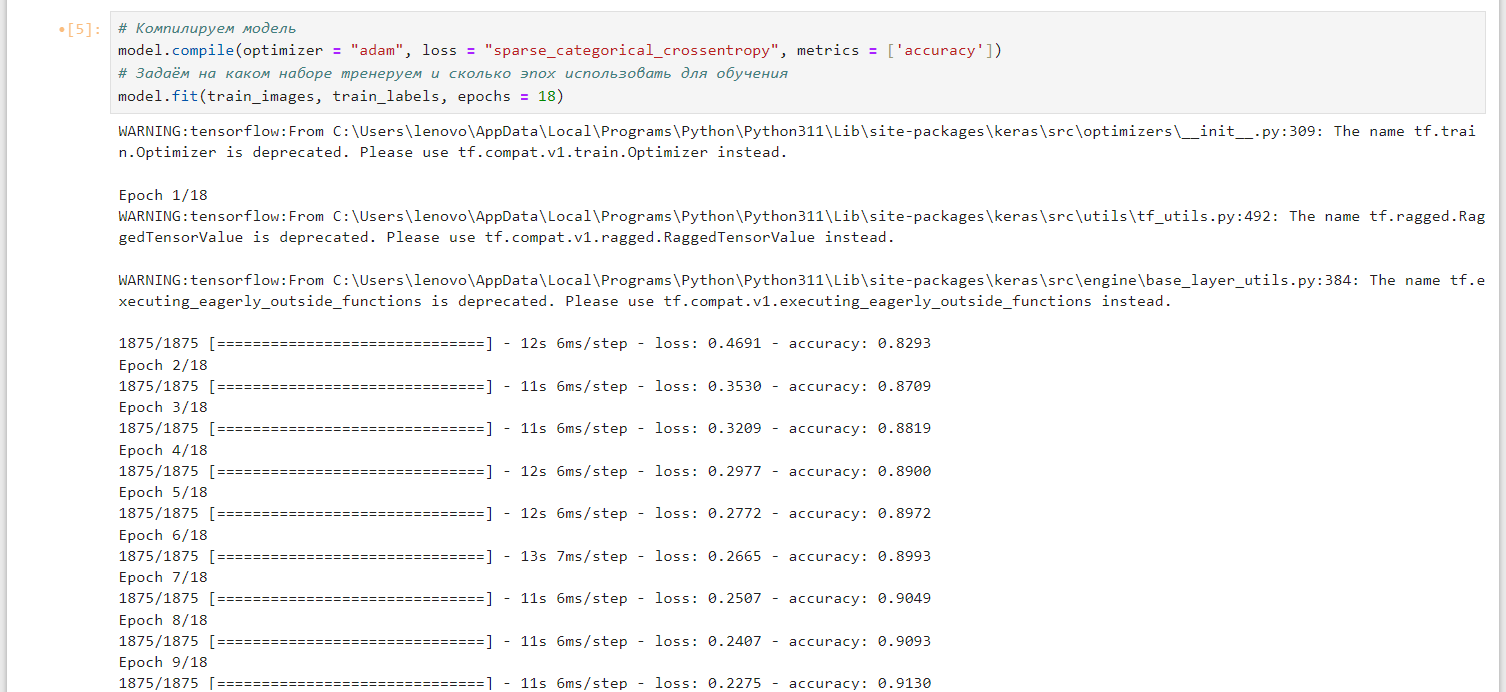 •[5]:
# Компилируем модель
model.compile(optimizer = "adam", loss = "sparse_categorical_crossentropy", metrics = ['accuracy'])
# Задаём на каком наборе тренеруем и сколько эпох использовать для обучения
model.fit(train_images, train_labels, epochs = 18)
WARNING:tensorflow:From C:\Users\lenovo\AppData\Local\Programs\Python\Python311\Lib\site-packages\keras\src\optimizers\__init__.py:309: The name tf.trai
n.Optimizer is deprecated. Please use tf.compat.v1.train.Optimizer instead.
Epoch 1/18
WARNING:tensorflow:From C:\Users\lenovo\AppData\Local\Programs\Python\Python311\Lib\site-packages\keras\src\utils\tf_utils.py:492: The name tf.ragged.Rag
gedTensorValue is deprecated. Please use tf.compat.v1.ragged.RaggedTensorValue instead.
WARNING:tensorflow:From C:\Users\lenovo\AppData\Local\Programs\Python\Python311\Lib\site-packages\keras\src\engine\base_layer_utils.py:384: The name tf.e
xecuting_eagerly_outside_functions is deprecated. Please use tf.compat.v1.executing_eagerly_outside_functions instead.
1875/1875 [==============================] - 12s 6ms/step - loss: 0.4691 - accuracy: 0.8293
Epoch 2/18
1875/1875 [==============================] - 11s 6ms/step - loss: 0.3530 - accuracy: 0.8709
Epoch 3/18
1875/1875 [==============================] - 11s 6ms/step - loss: 0.3209 - accuracy: 0.8819
Epoch 4/18
1875/1875 [==============================] - 12s 6ms/step - loss: 0.2977 - accuracy: 0.8900
Epoch 5/18
1875/1875 [==============================] - 12s 6ms/step - loss: 0.2772 - accuracy: 0.8972
Epoch 6/18
1875/1875 [==============================] - 13s 7ms/step - loss: 0.2665 - accuracy: 0.8993
Epoch 7/18
1875/1875 [==============================] - 11s 6ms/step - loss: 0.2507 - accuracy: 0.9049
Epoch 8/18
1875/1875 [==============================] - 11s 6ms/step - loss: 0.2407 - accuracy: 0.9093
Epoch 9/18
1875/1875 [==============================] - 11s 6ms/step - loss: 0.2275 - accuracy: 0.9130